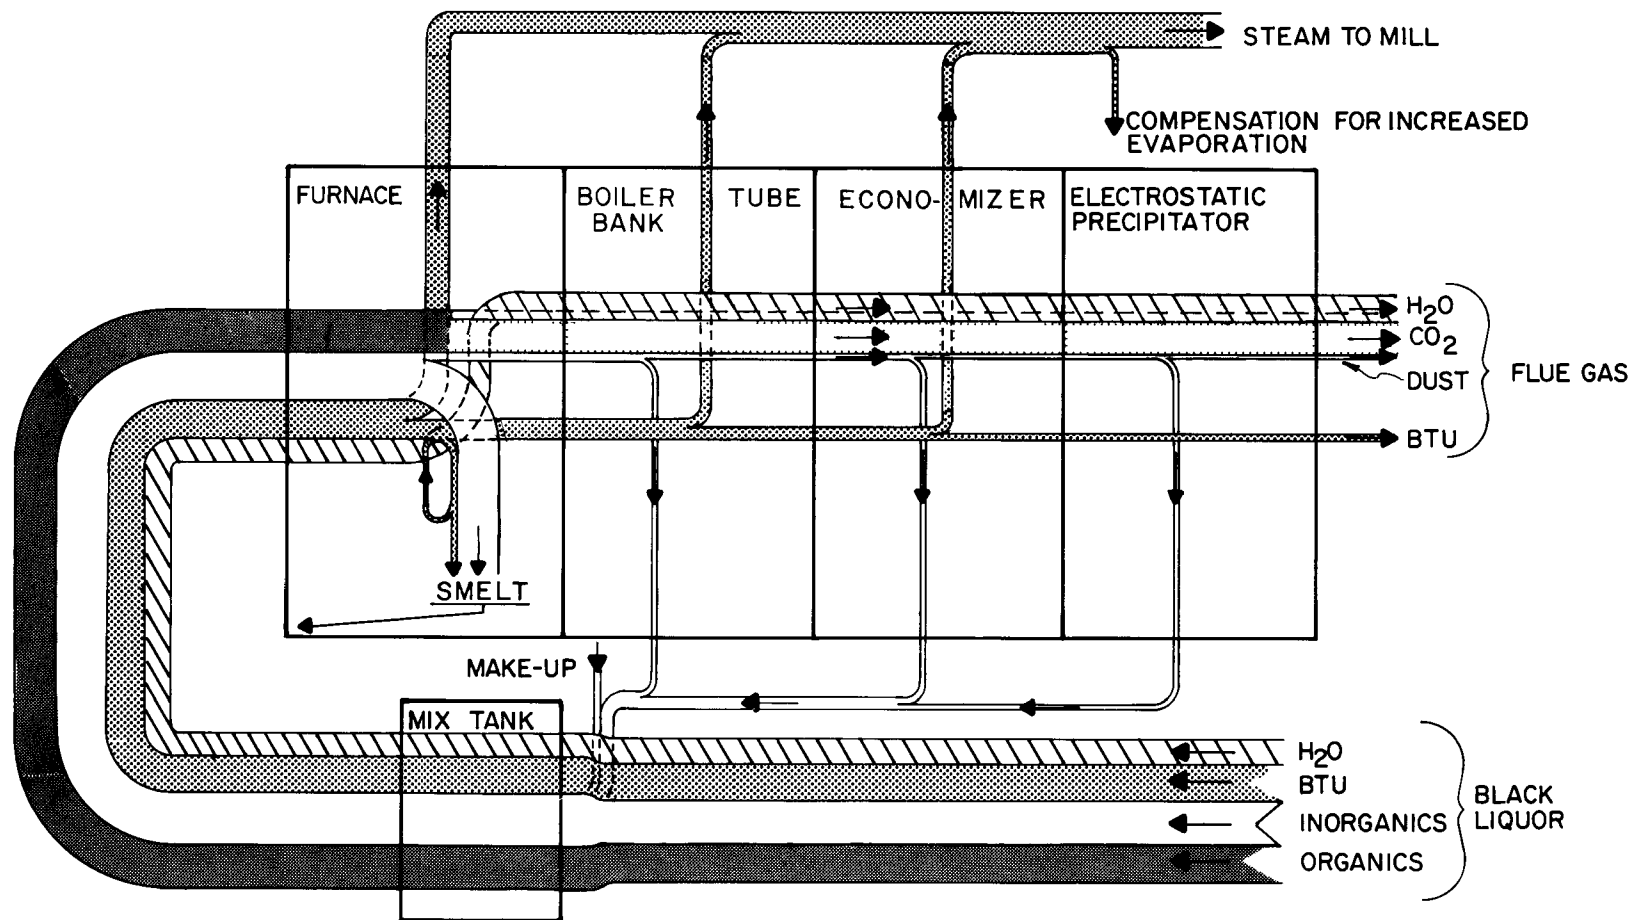 STEAM TO MILL
COMPENSATION FOR INCREASED
EVAPORATION
FURNACE
BOILER TUBE
BANK
ECONO-MIZER
ELECTROSTATIC
PRECIPITATOR
H2O
CO2
DUST
FLUE GAS
BTU
SMELT
MAKE-UP
MIX TANK
H2O
BTU
INORGANICS
ORGANICS
BLACK
LIQUOR